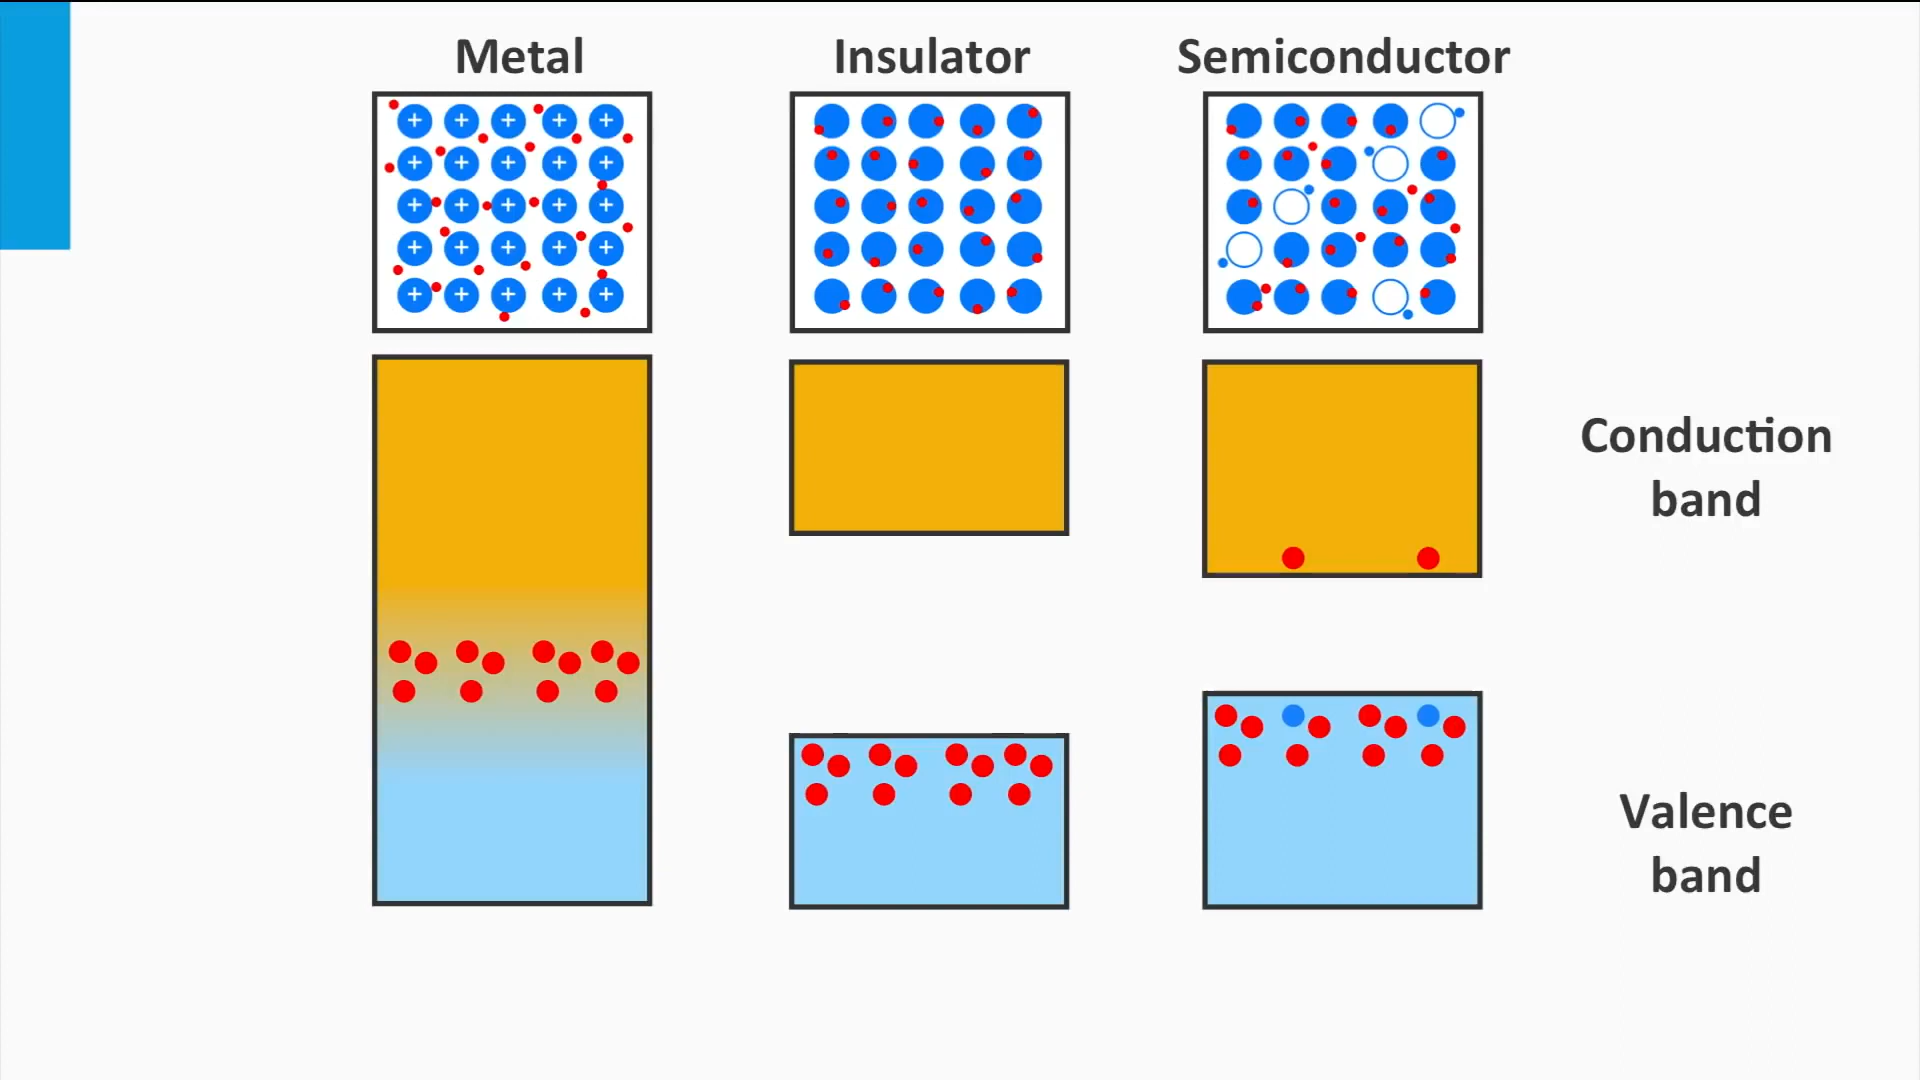 Metal
Insulator
Semiconductor
+ + + + +
+ + + + +
+ + + + +
+ + + + +
+ + + + +
Conduction
band
Valence
band